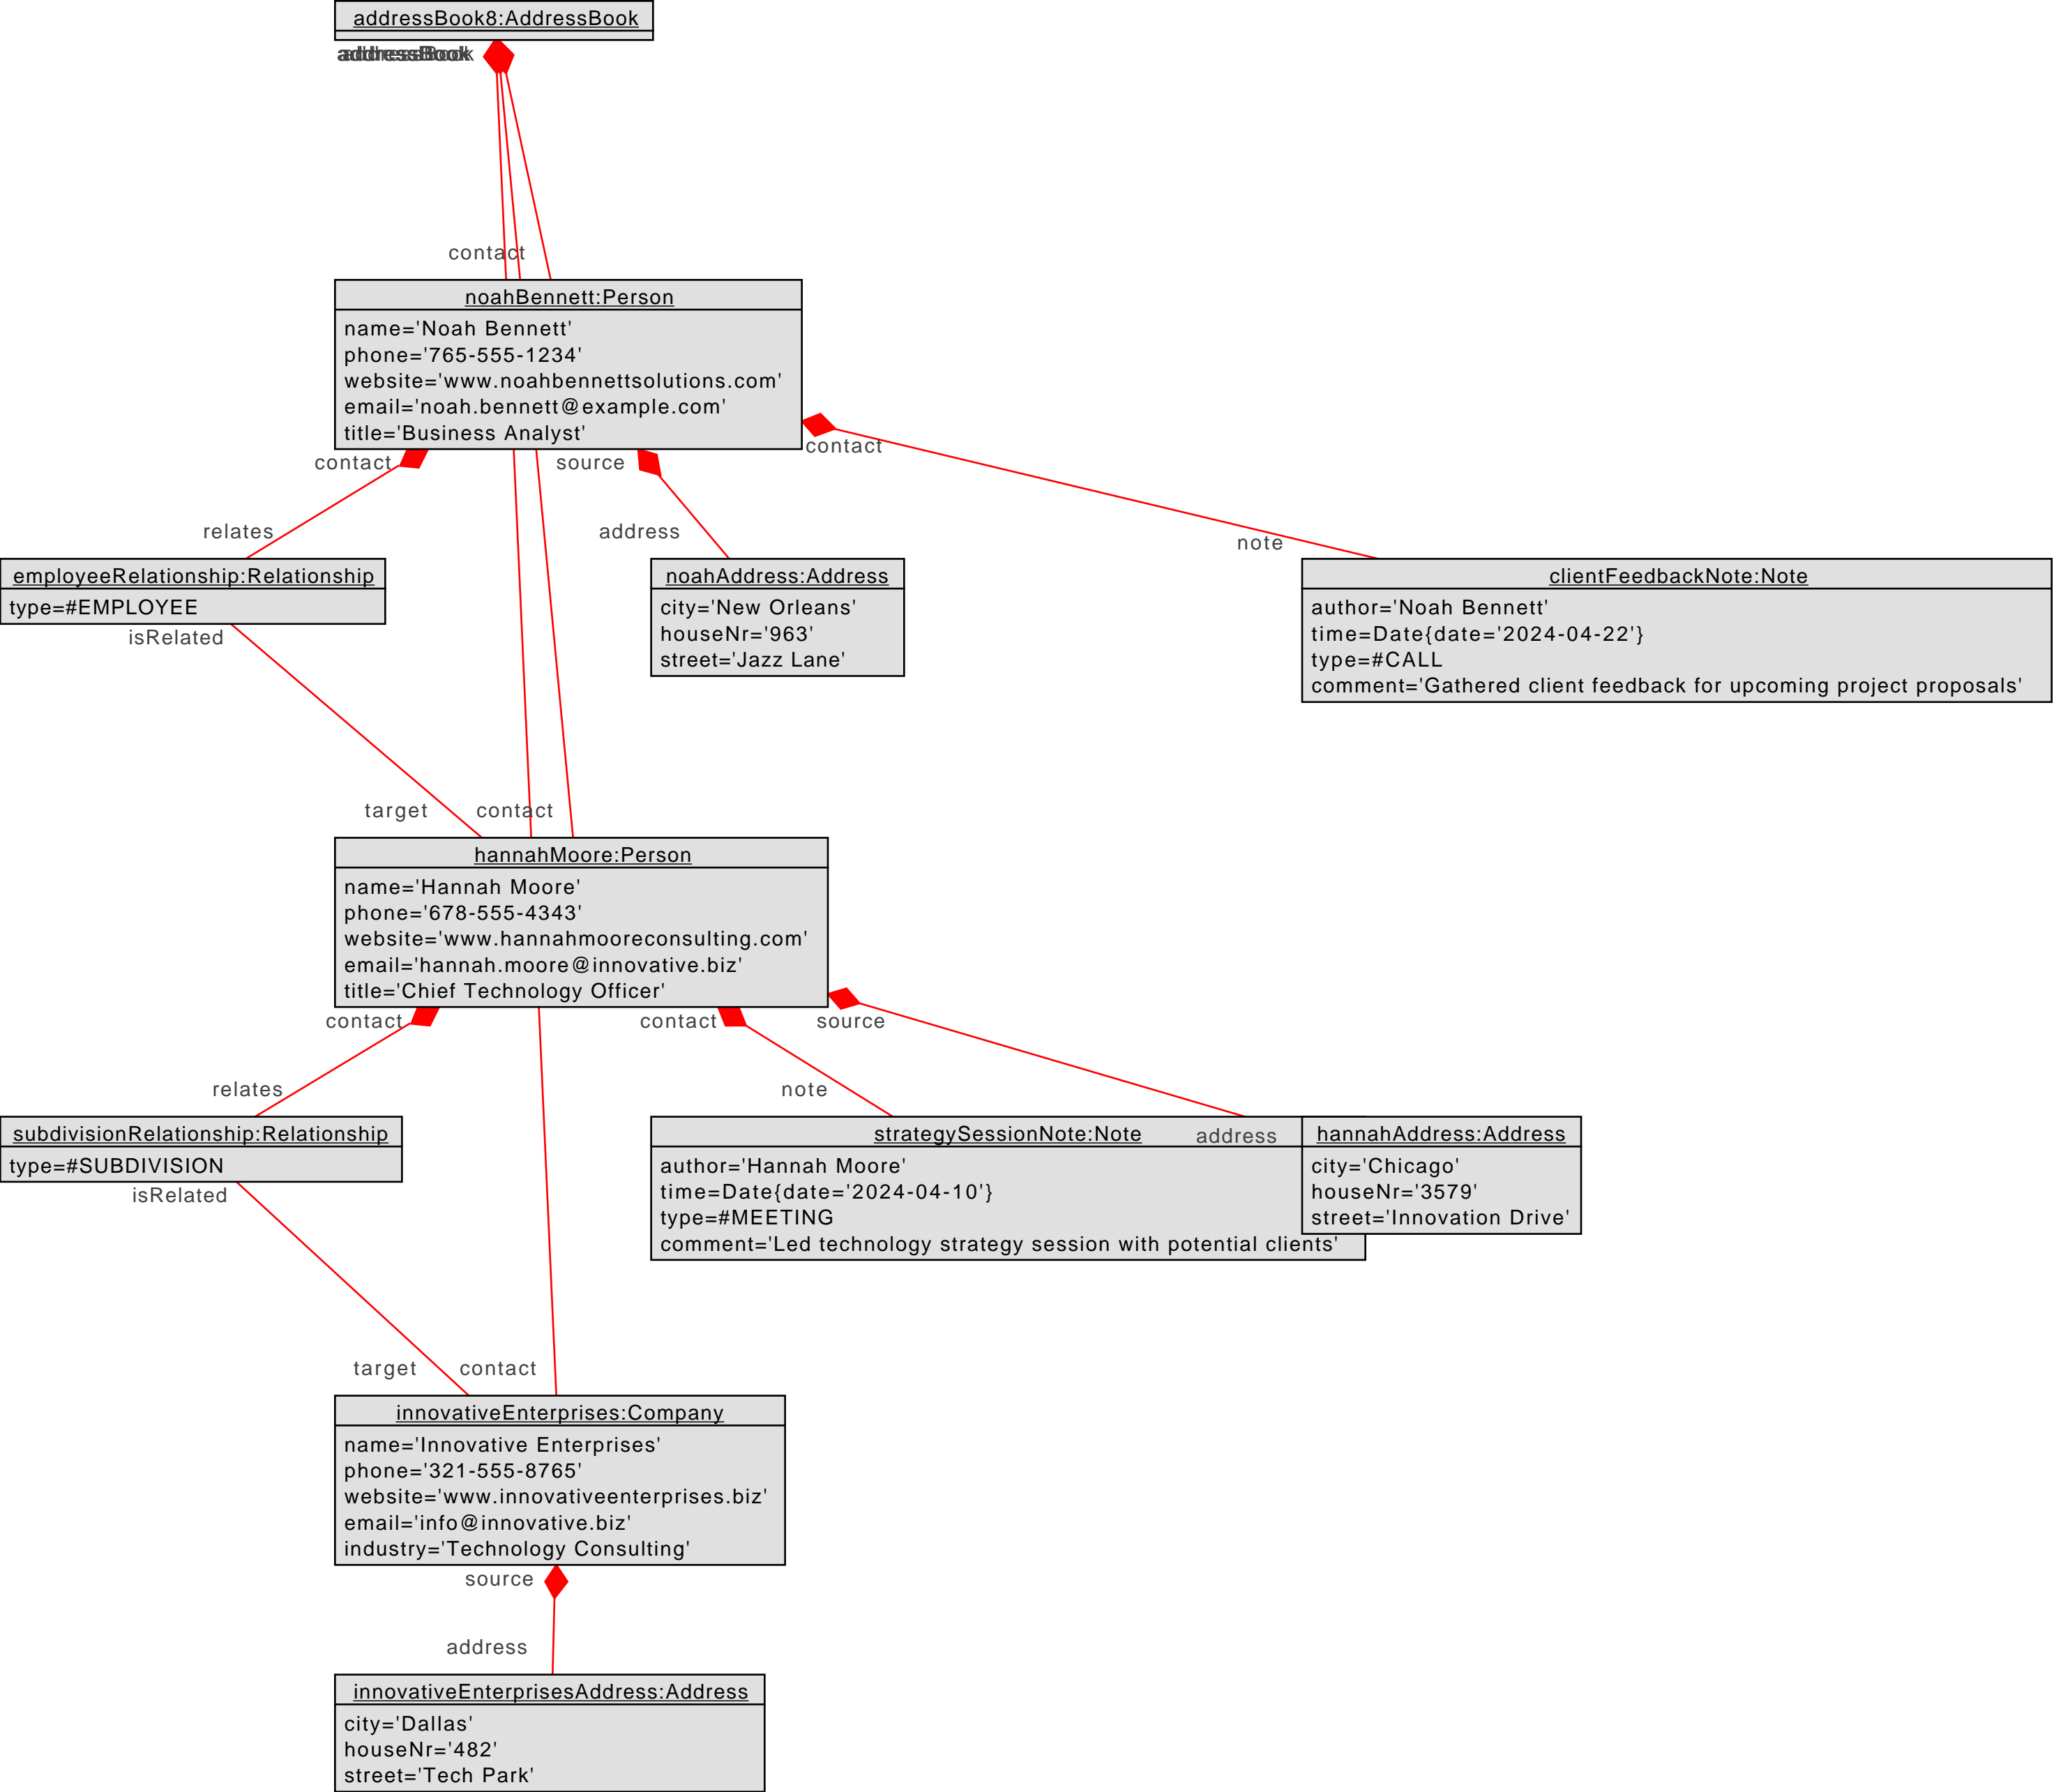 addressBook8:AddressBook
addressBook
contact
noahBennett:Person
name='Noah Bennett'
phone='765-555-1234'
website='www.noahbennettsolutions.com'
email='noah.bennett@example.com'
title='Business Analyst'
contact
contact
source
relates
address
note
employeeRelationship:Relationship
type=#EMPLOYEE
isRelated
noahAddress:Address
city='New Orleans'
houseNr='963'
street='Jazz Lane'
clientFeedbackNote:Note
author='Noah Bennett'
time=Date{date='2024-04-22'}
type=#CALL
comment='Gathered client feedback for upcoming project proposals'
target
contact
hannahMoore:Person
name='Hannah Moore'
phone='678-555-4343'
website='www.hannahmooreconsulting.com'
email='hannah.moore@innovative.biz'
title='Chief Technology Officer'
contact
contact
source
relates
note
subdivisionRelationship:Relationship
type=#SUBDIVISION
isRelated
strategySessionNote:Note
author='Hannah Moore'
time=Date{date='2024-04-10'}
type=#MEETING
comment='Led technology strategy session with potential clients'
address
hannahAddress:Address
city='Chicago'
houseNr='3579'
street='Innovation Drive'
target
contact
innovativeEnterprises:Company
name='Innovative Enterprises'
phone='321-555-8765'
website='www.innovativeenterprises.biz'
email='info@innovative.biz'
industry='Technology Consulting'
source
address
innovativeEnterprisesAddress:Address
city='Dallas'
houseNr='482'
street='Tech Park'